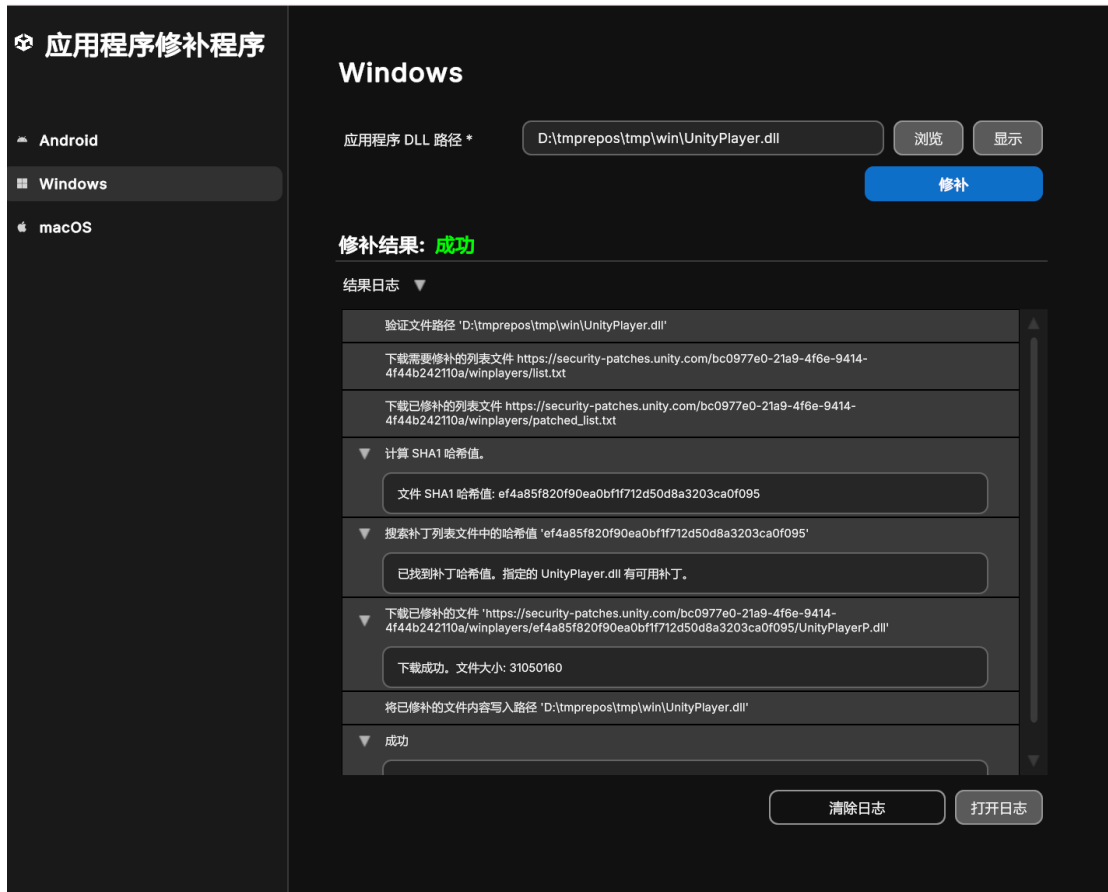 应用程序修补程序
Android
Windows
macOS
Windows
应用程序 DLL 路径 *
D:\tmprepos\tmp\win\UnityPlayer.dll
浏览
显示
修补
修补结果: 成功
结果日志 ▼
验证文件路径 'D:\tmprepos\tmp\win\UnityPlayer.dll'
下载需要修补的列表文件 https://security-patches.unity.com/bc0977e0-21a9-4f6e-9414-
4f44b242110a/winplayers/list.txt
下载已修补的列表文件 https://security-patches.unity.com/bc0977e0-21a9-4f6e-9414-
4f44b242110a/winplayers/patched_list.txt
▼ 计算 SHA1 哈希值。
文件 SHA1 哈希值: ef4a85f820f90ea0bf1f712d50d8a3203ca0f095
▼ 搜索补丁列表文件中的哈希值 'ef4a85f820f90ea0bf1f712d50d8a3203ca0f095'
已找到补丁哈希值。指定的 UnityPlayer.dll 有可用补丁。
▼ 下载已修补的文件 'https://security-patches.unity.com/bc0977e0-21a9-4f6e-9414-
4f44b242110a/winplayers/ef4a85f820f90ea0bf1f712d50d8a3203ca0f095/UnityPlayerP.dll'
下载成功。文件大小: 31050160
将已修补的文件内容写入路径 'D:\tmprepos\tmp\win\UnityPlayer.dll'
▼ 成功
清除日志
打开日志